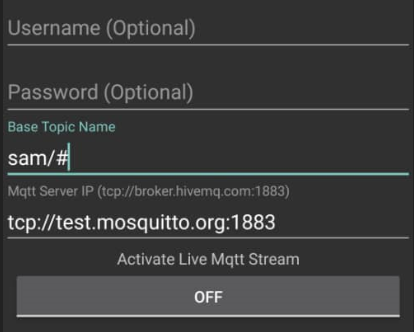 Username (Optional)
Password (Optional)
Base Topic Name
sam/#
Mqtt Server IP (tcp://broker.hivemq.com:1883)
tcp://test.mosquitto.org:1883
Activate Live Mqtt Stream
OFF